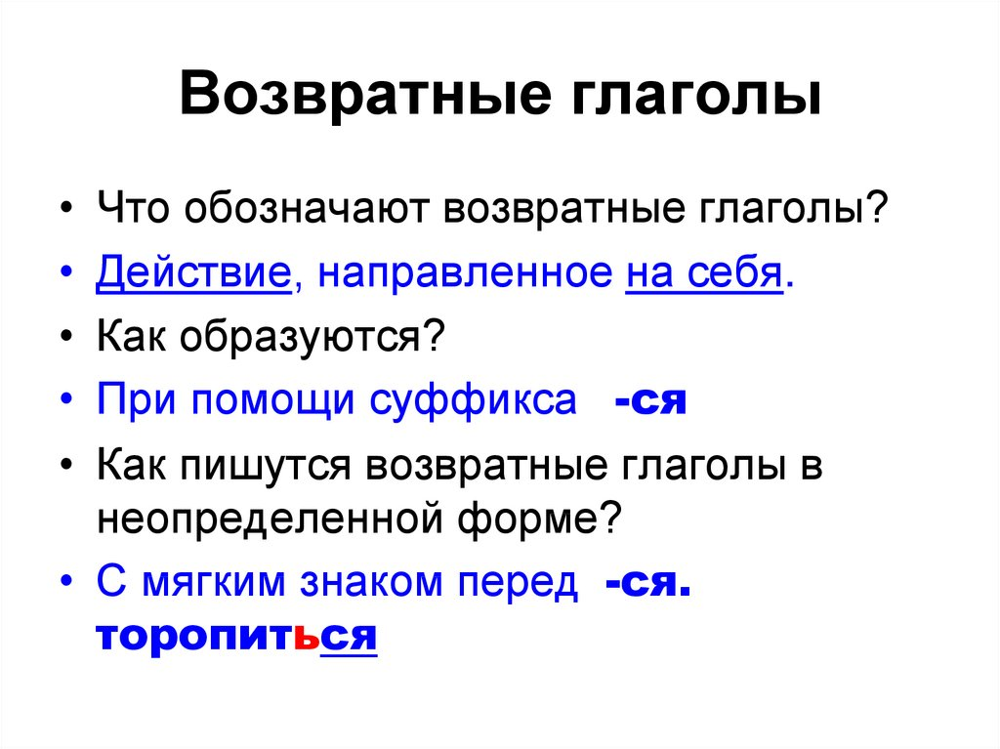 Возвратные глаголы
• Что обозначают возвратные глаголы?
• Действие, направленное на себя.
• Как образуются?
• При помощи суффикса -ся
• Как пишутся возвратные глаголы в
неопределенной форме?
• С мягким знаком перед -ся.
торопиться